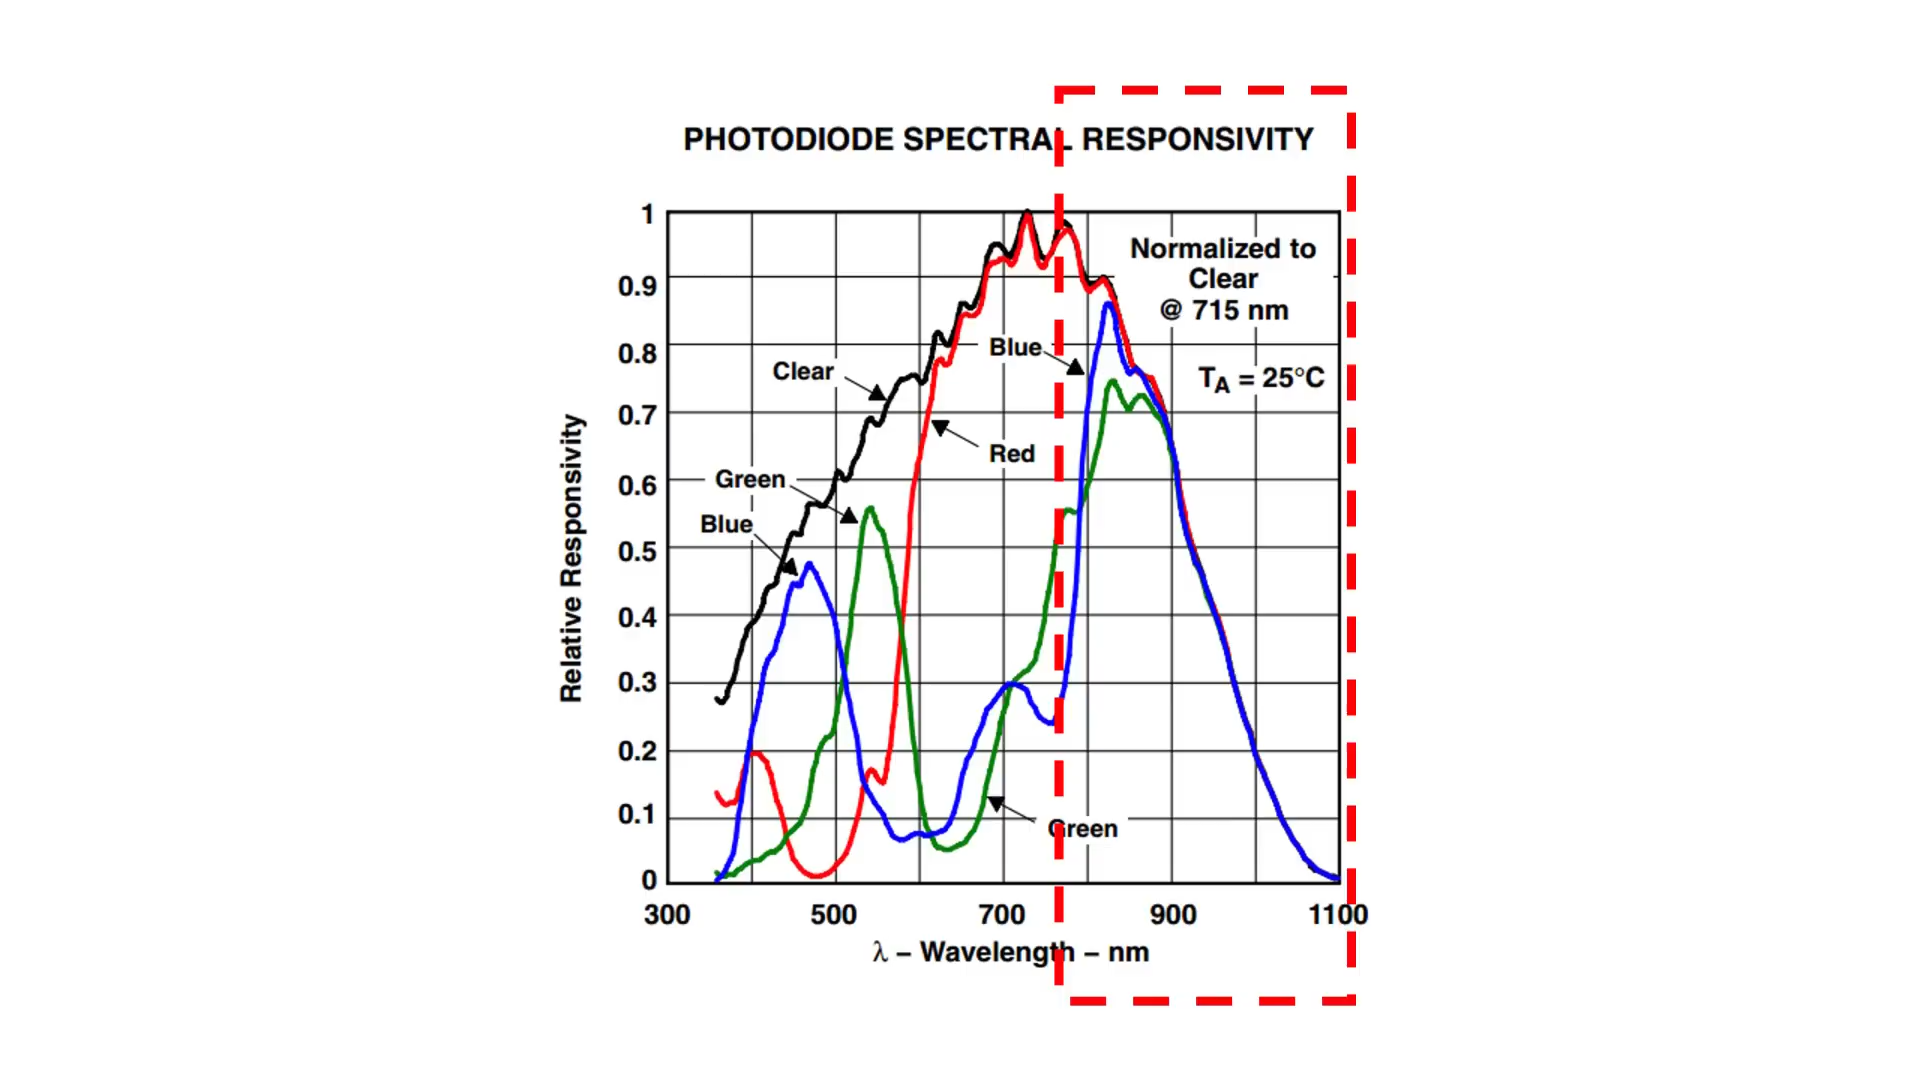 PHOTODIODE SPECTRAL RESPONSIVITY
1
0.9
0.8
0.7
0.6
0.5
0.4
0.3
0.2
0.1
0
Relative Responsivity
Normalized to
Clear
@ 715 nm
TA = 25°C
Blue
Clear
Red
Green
Blue
Green
300 500 700 900 1100
λ – Wavelength – nm